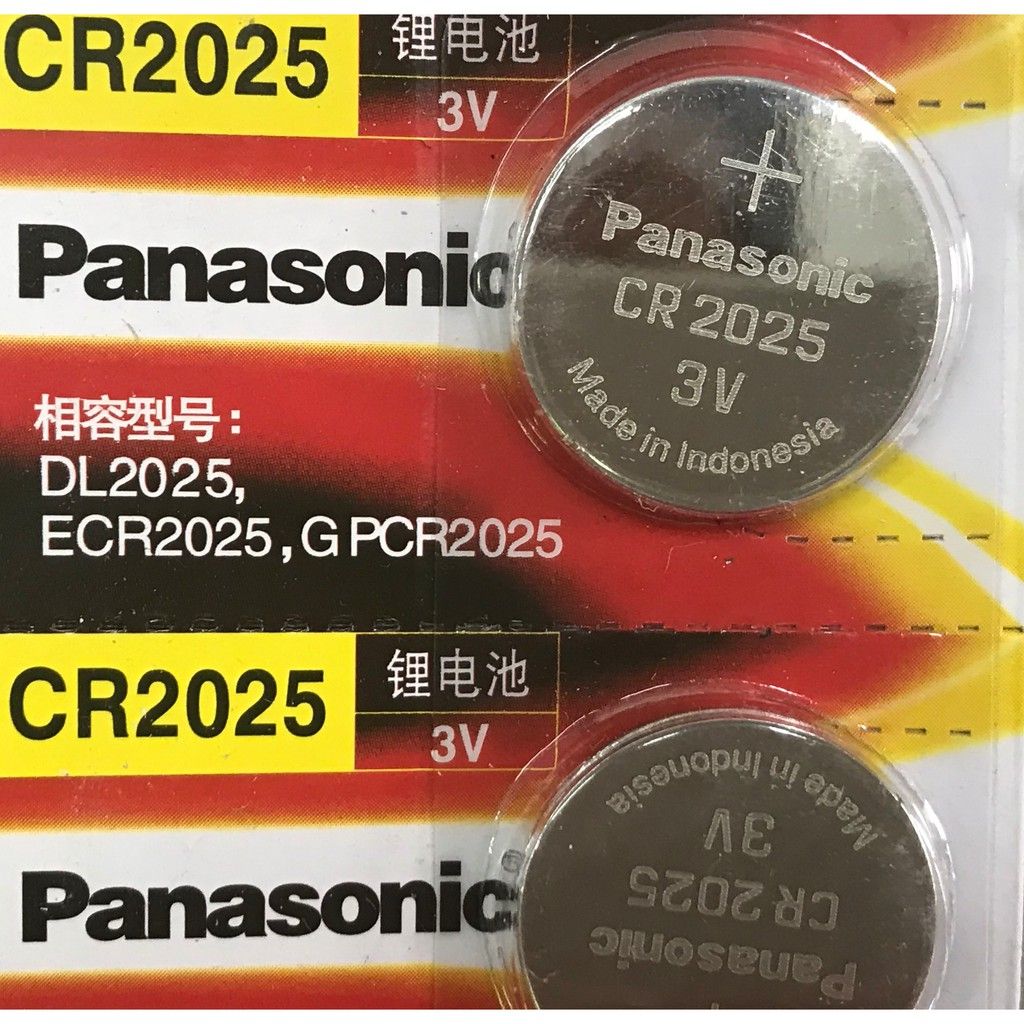 CR2025
锂电池
3V
Panasonic
相容型号:
DL2025,
ECR2025, GPCR2025
+
Panasonic
CR 2025
3V
Made in Indonesia
CR2025
锂电池
3V
Panasonic®
Made in Indonesia
3V
CR 2025
Panasonic